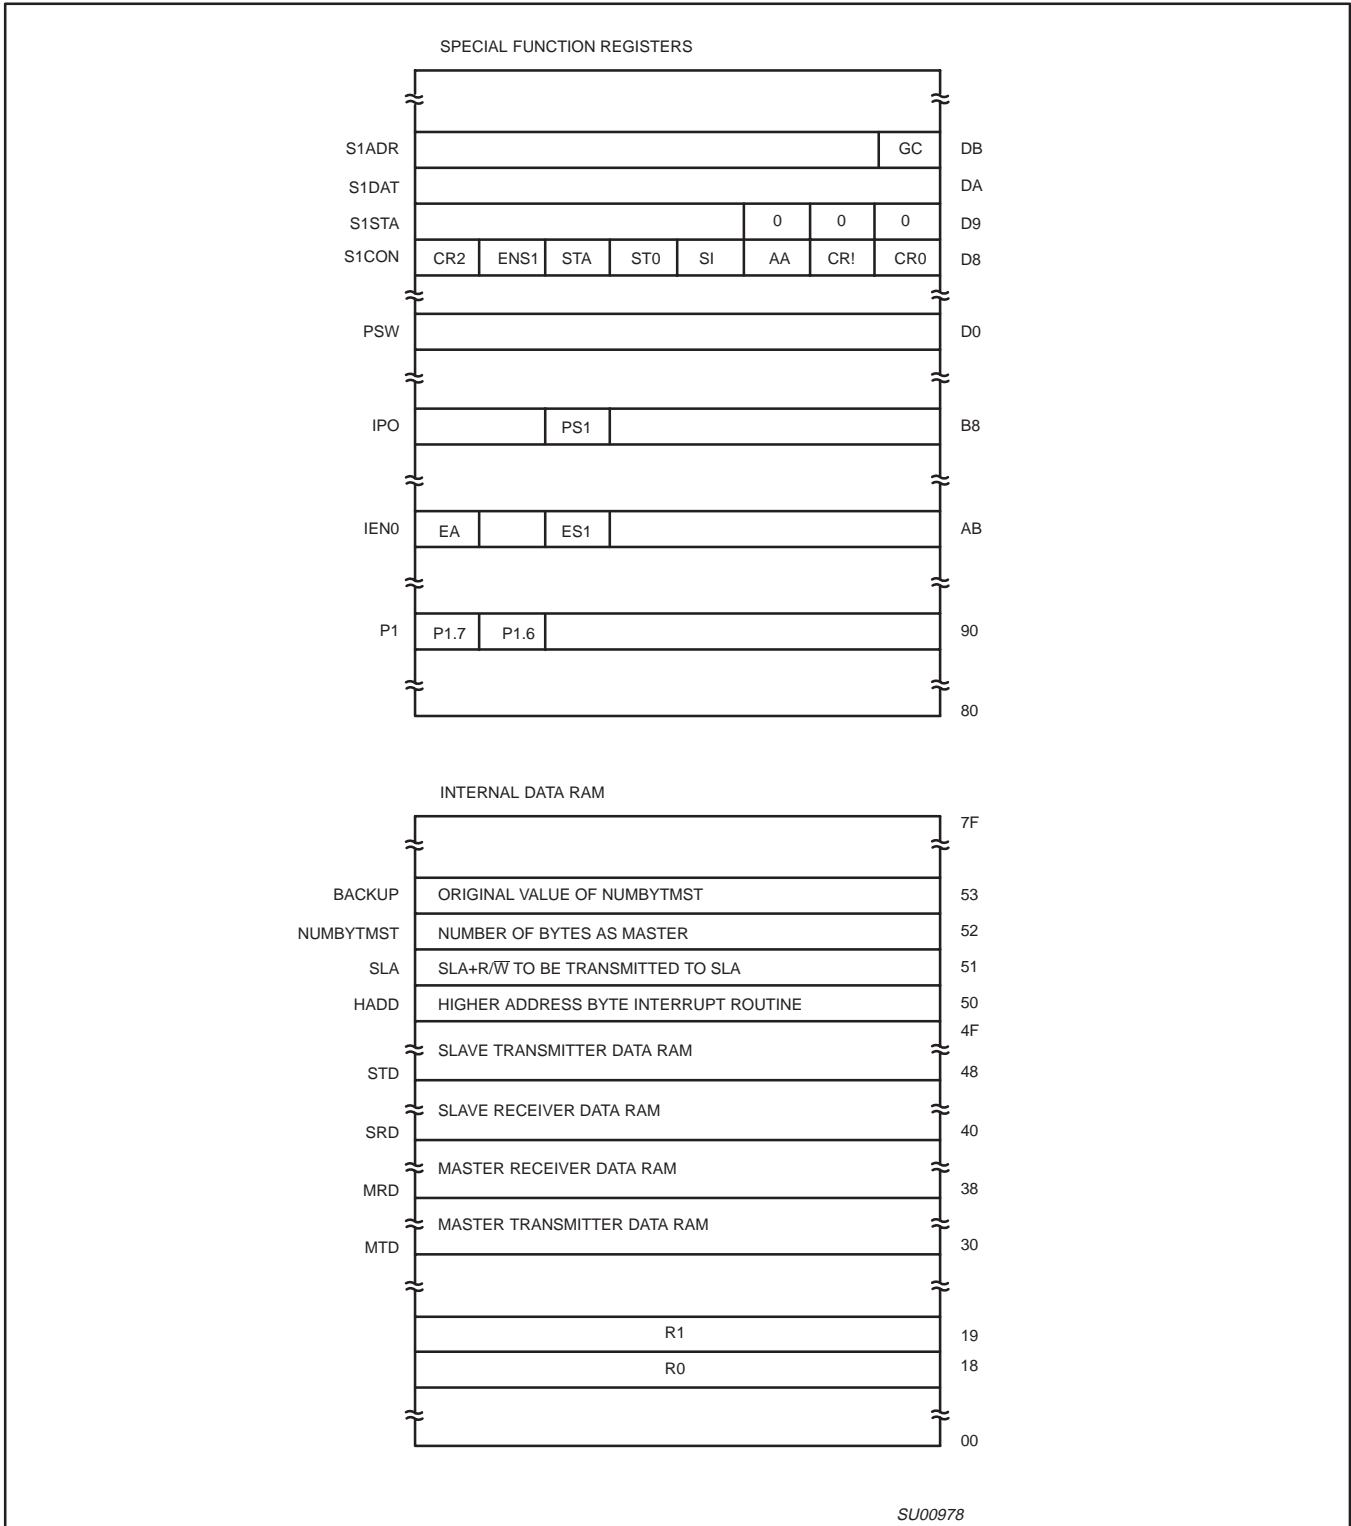 SPECIAL FUNCTION REGISTERS
S1ADR GC DB
S1DAT DA
S1STA 0 0 0 D9
S1CON CR2 ENS1 STA ST0 SI AA CR! CR0 D8
PSW D0
IPO PS1 B8
IEN0 EA ES1 AB
P1 P1.7 P1.6 90
80
INTERNAL DATA RAM
7F
BACKUP ORIGINAL VALUE OF NUMBYTMST 53
NUMBYTMST NUMBER OF BYTES AS MASTER 52
SLA SLA+R/W̅ TO BE TRANSMITTED TO SLA 51
HADD HIGHER ADDRESS BYTE INTERRUPT ROUTINE 50
4F
SLAVE TRANSMITTER DATA RAM
STD 48
SLAVE RECEIVER DATA RAM
SRD 40
MASTER RECEIVER DATA RAM
MRD 38
MASTER TRANSMITTER DATA RAM
MTD 30
R1 19
R0 18
00
SU00978